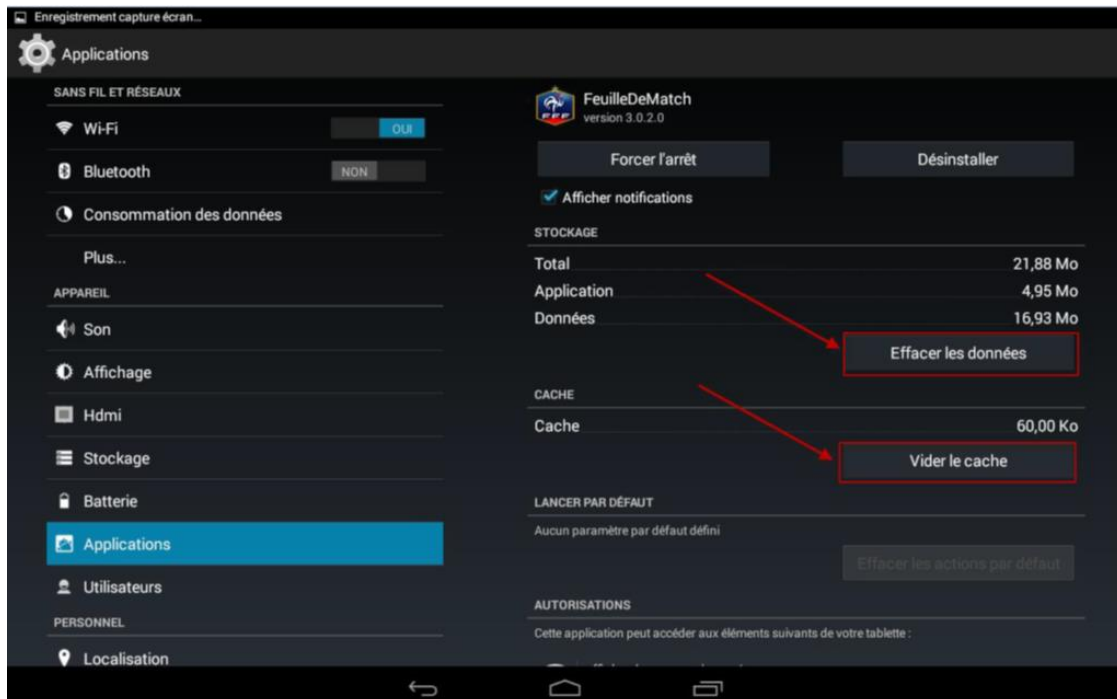 Enregistrement capture écran...
Applications
SANS FIL ET RÉSEAUX
Wi-Fi
OUI
Bluetooth
NON
Consommation des données
Plus...
APPAREIL
Son
Affichage
Hdmi
Stockage
Batterie
Applications
Utilisateurs
PERSONNEL
Localisation
FFF
FeuilleDeMatch
version 3.0.2.0
Forcer l'arrêt
Désinstaller
Afficher notifications
STOCKAGE
Total 21,88 Mo
Application 4,95 Mo
Données 16,93 Mo
Effacer les données
CACHE
Cache 60,00 Ko
Vider le cache
LANCER PAR DÉFAUT
Aucun paramètre par défaut défini
Effacer les actions par défaut
AUTORISATIONS
Cette application peut accéder aux éléments suivants de votre tablette :